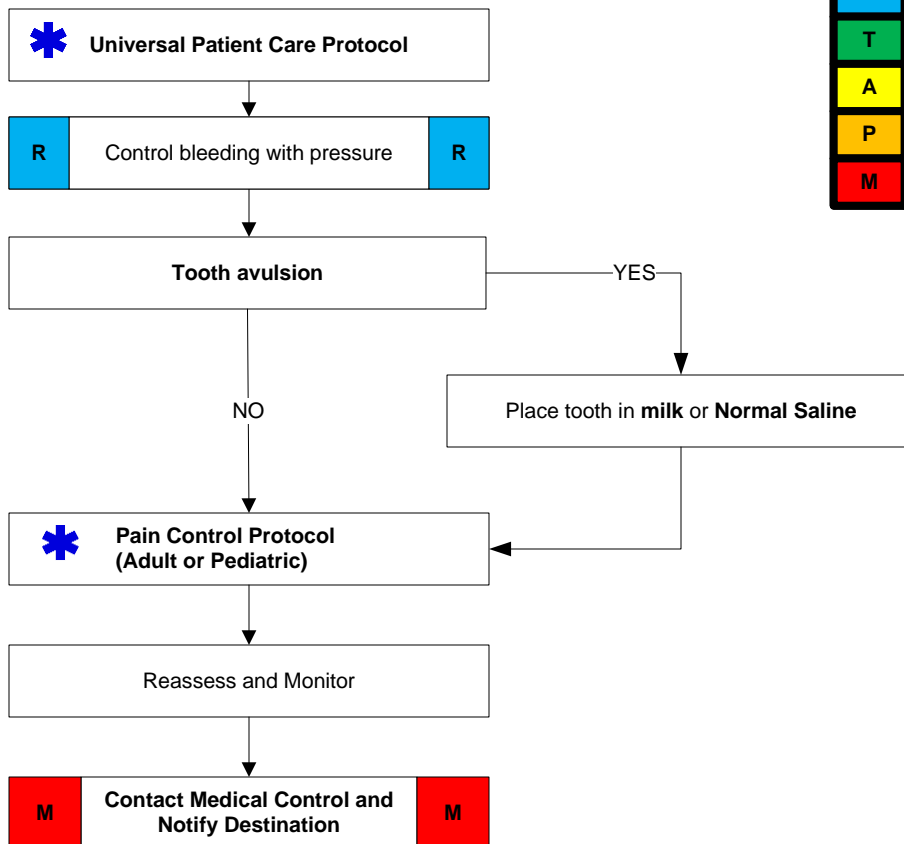 Universal Patient Care Protocol
T
A
P
M
R Control bleeding with pressure R
Tooth avulsion
YES
Place tooth in milk or Normal Saline
NO
Pain Control Protocol
(Adult or Pediatric)
Reassess and Monitor
M Contact Medical Control and M
Notify Destination